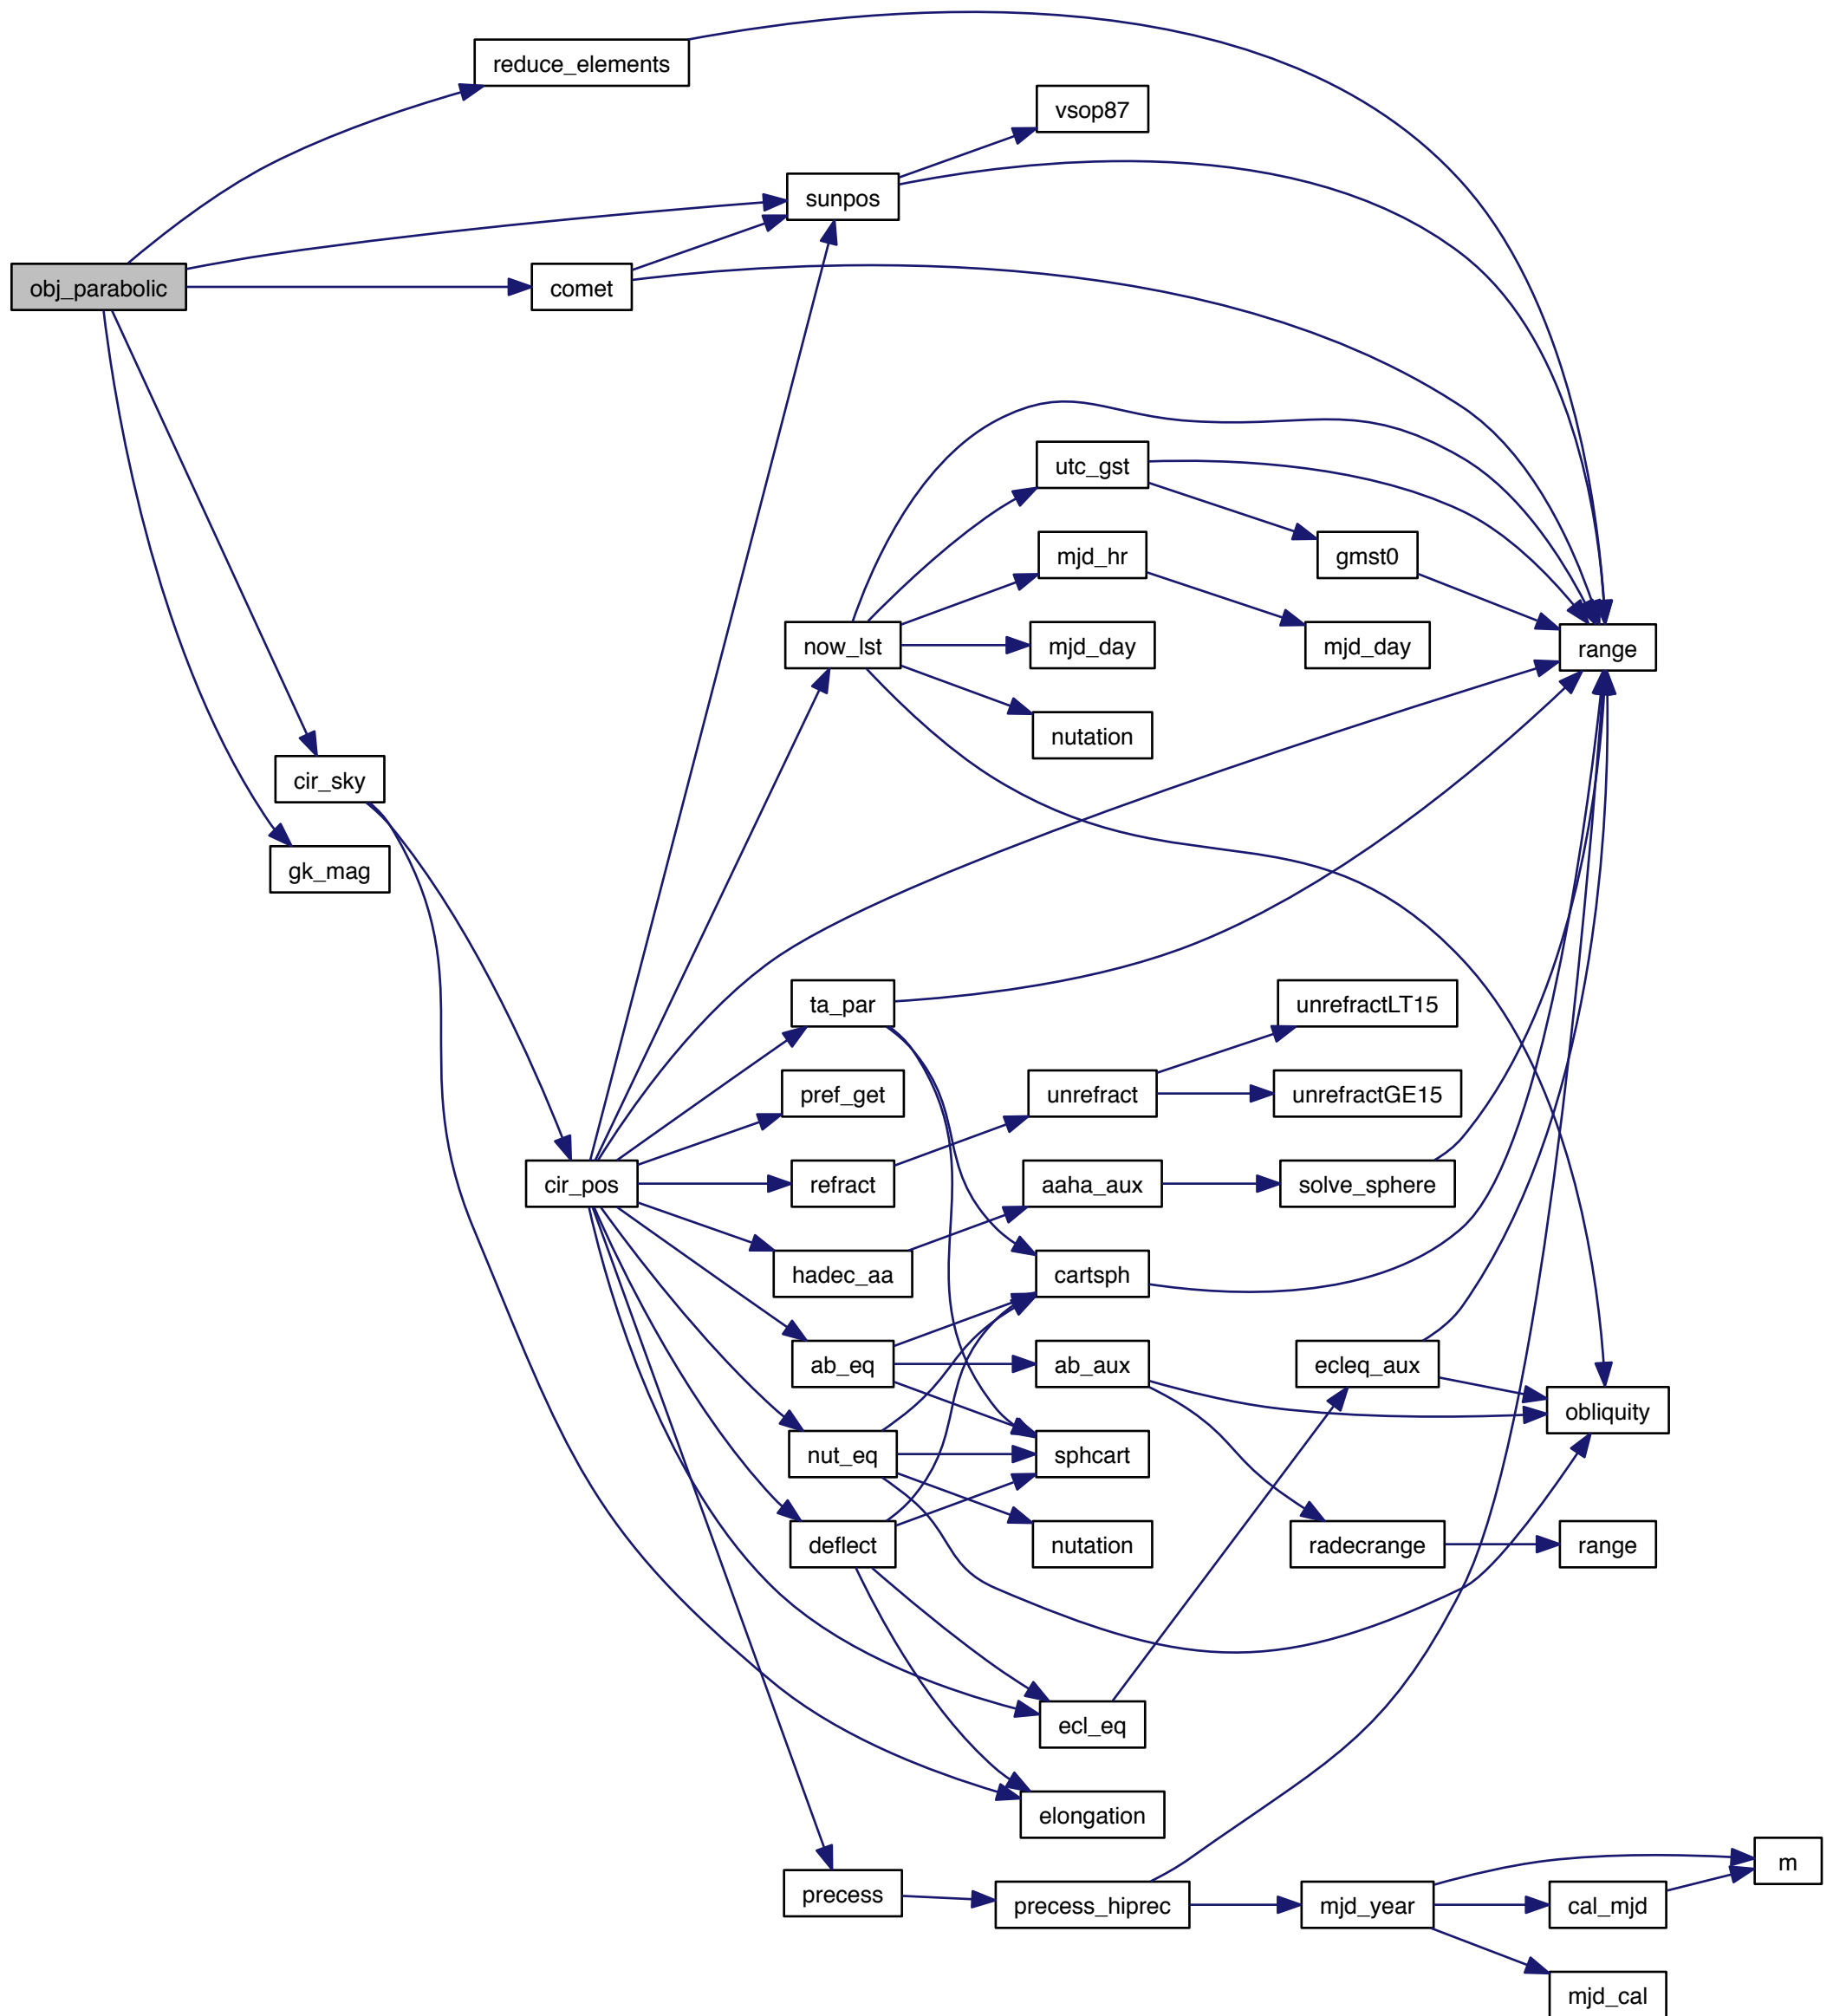 reduce_elements
vsop87
sunpos
obj_parabolic
comet
utc_gst
mjd_hr
gmst0
now_lst
mjd_day
mjd_day
range
nutation
cir_sky
gk_mag
ta_par
unrefractLT15
pref_get
unrefract
unrefractGE15
cir_pos
refract
aaha_aux
solve_sphere
hadec_aa
cartsph
ab_eq
ab_aux
ecleq_aux
obliquity
nut_eq
sphcart
deflect
nutation
radecrange
range
ecl_eq
elongation
m
precess
precess_hiprec
mjd_year
cal_mjd
mjd_cal